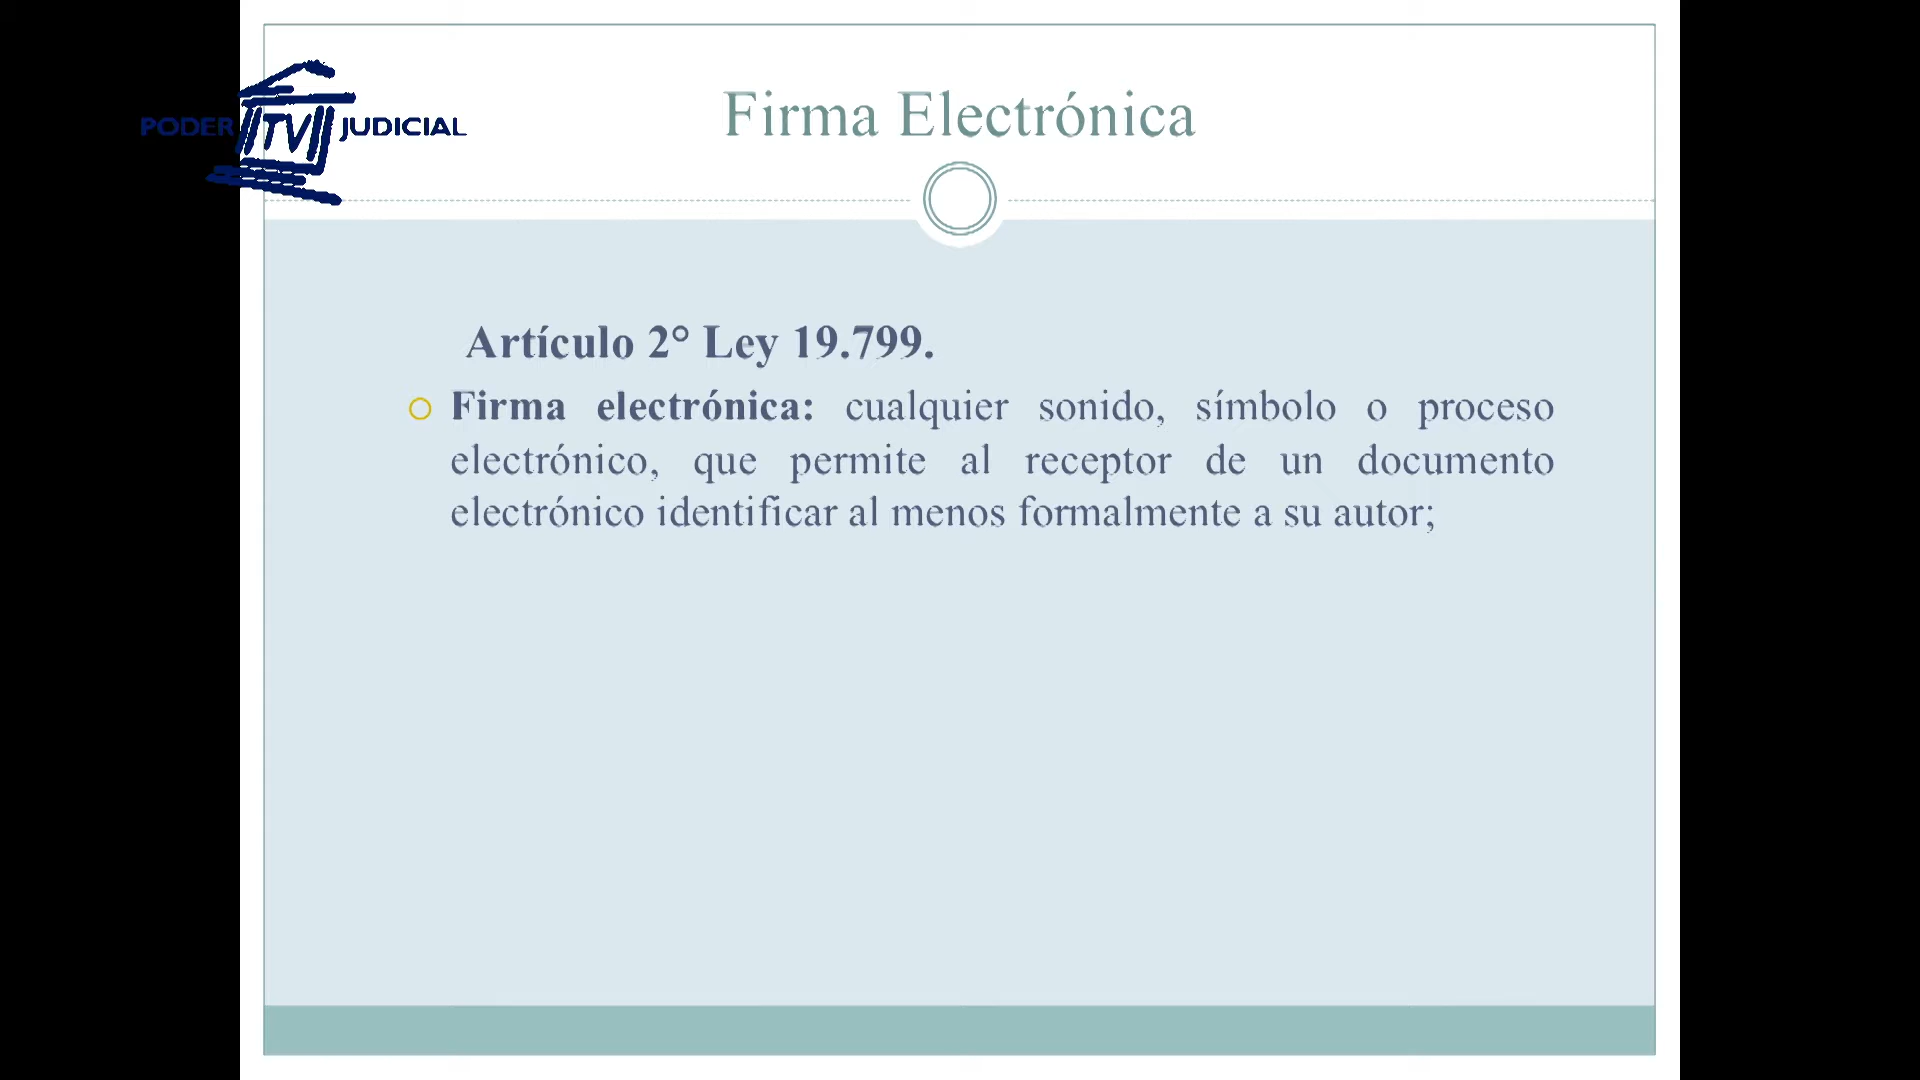 PODER TV JUDICIAL
Firma Electrónica
Artículo 2° Ley 19.799.
Firma electrónica: cualquier sonido, símbolo o proceso
electrónico, que permite al receptor de un documento
electrónico identificar al menos formalmente a su autor;